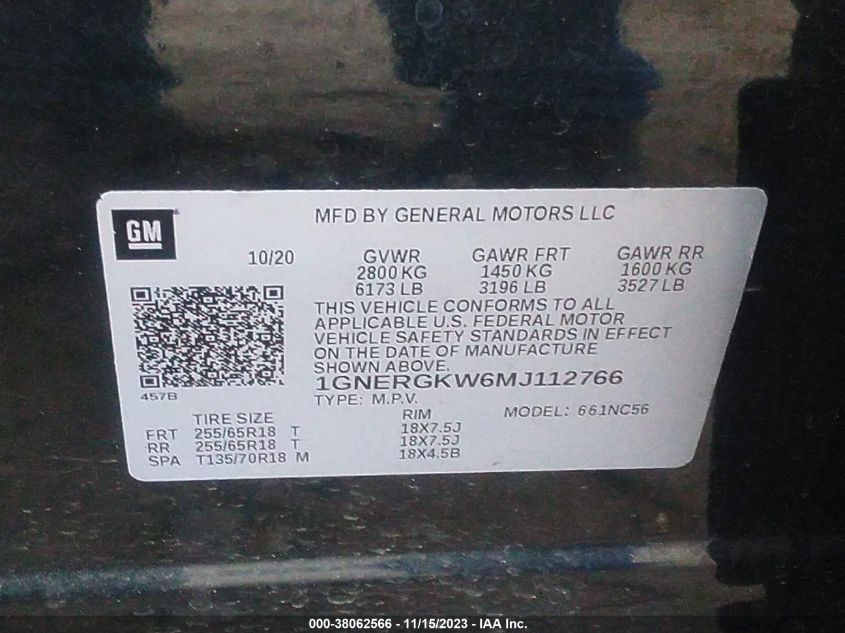 GM
MFD BY GENERAL MOTORS LLC
10/20 GVWR GAWR FRT GAWR RR
2800 KG 1450 KG 1600 KG
6173 LB 3196 LB 3527 LB
THIS VEHICLE CONFORMS TO ALL
APPLICABLE U.S. FEDERAL MOTOR
VEHICLE SAFETY STANDARDS IN EFFECT
ON THE DATE OF MANUFACTURE
SHOWN ABOVE.
1GNERGKW6MJ112766
457B
TYPE: M.P.V.
TIRE SIZE RIM MODEL: 661NC56
FRT 255/65R18 T 18X7.5J
RR 255/65R18 T 18X7.5J
SPA T135/70R18 M 18X4.5B
000-38062566 - 11/15/2023 - IAA Inc.